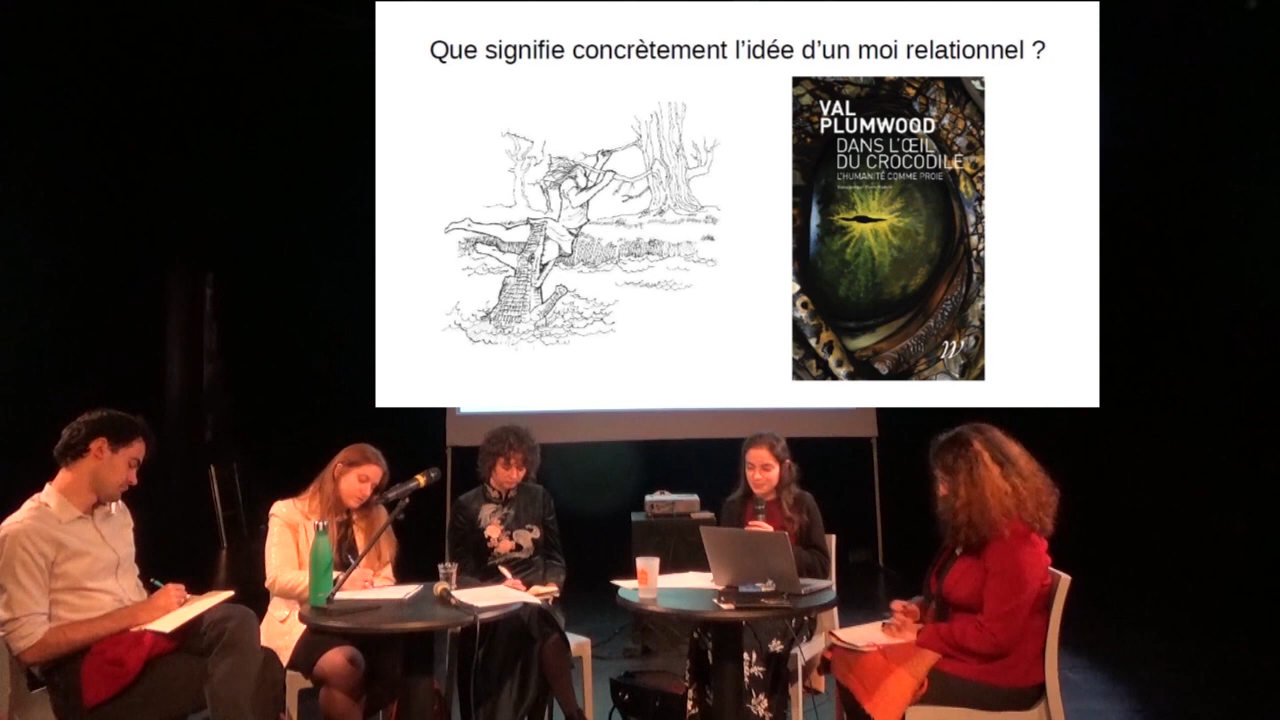 Que signifie concrètement l'idée d'un moi relationnel ?
VAL
PLUMWOOD
DANS L'ŒIL
DU CROCODILE
L'HUMANITÉ COMME PROIE